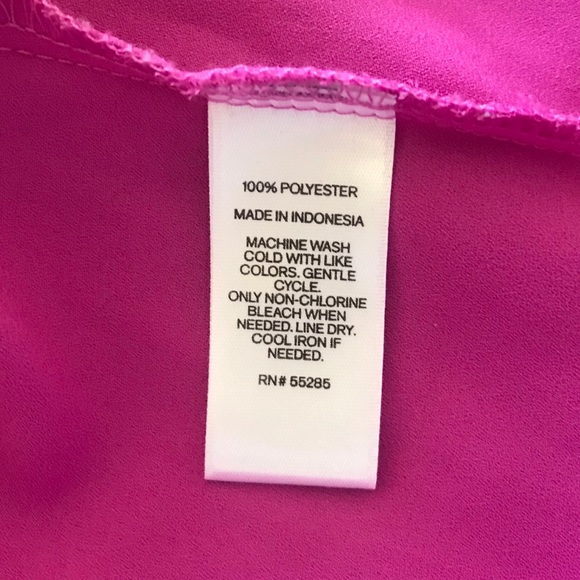 100% POLYESTER
MADE IN INDONESIA
MACHINE WASH
COLD WITH LIKE
COLORS. GENTLE
CYCLE.
ONLY NON-CHLORINE
BLEACH WHEN
NEEDED. LINE DRY.
COOL IRON IF
NEEDED.
RN# 55285